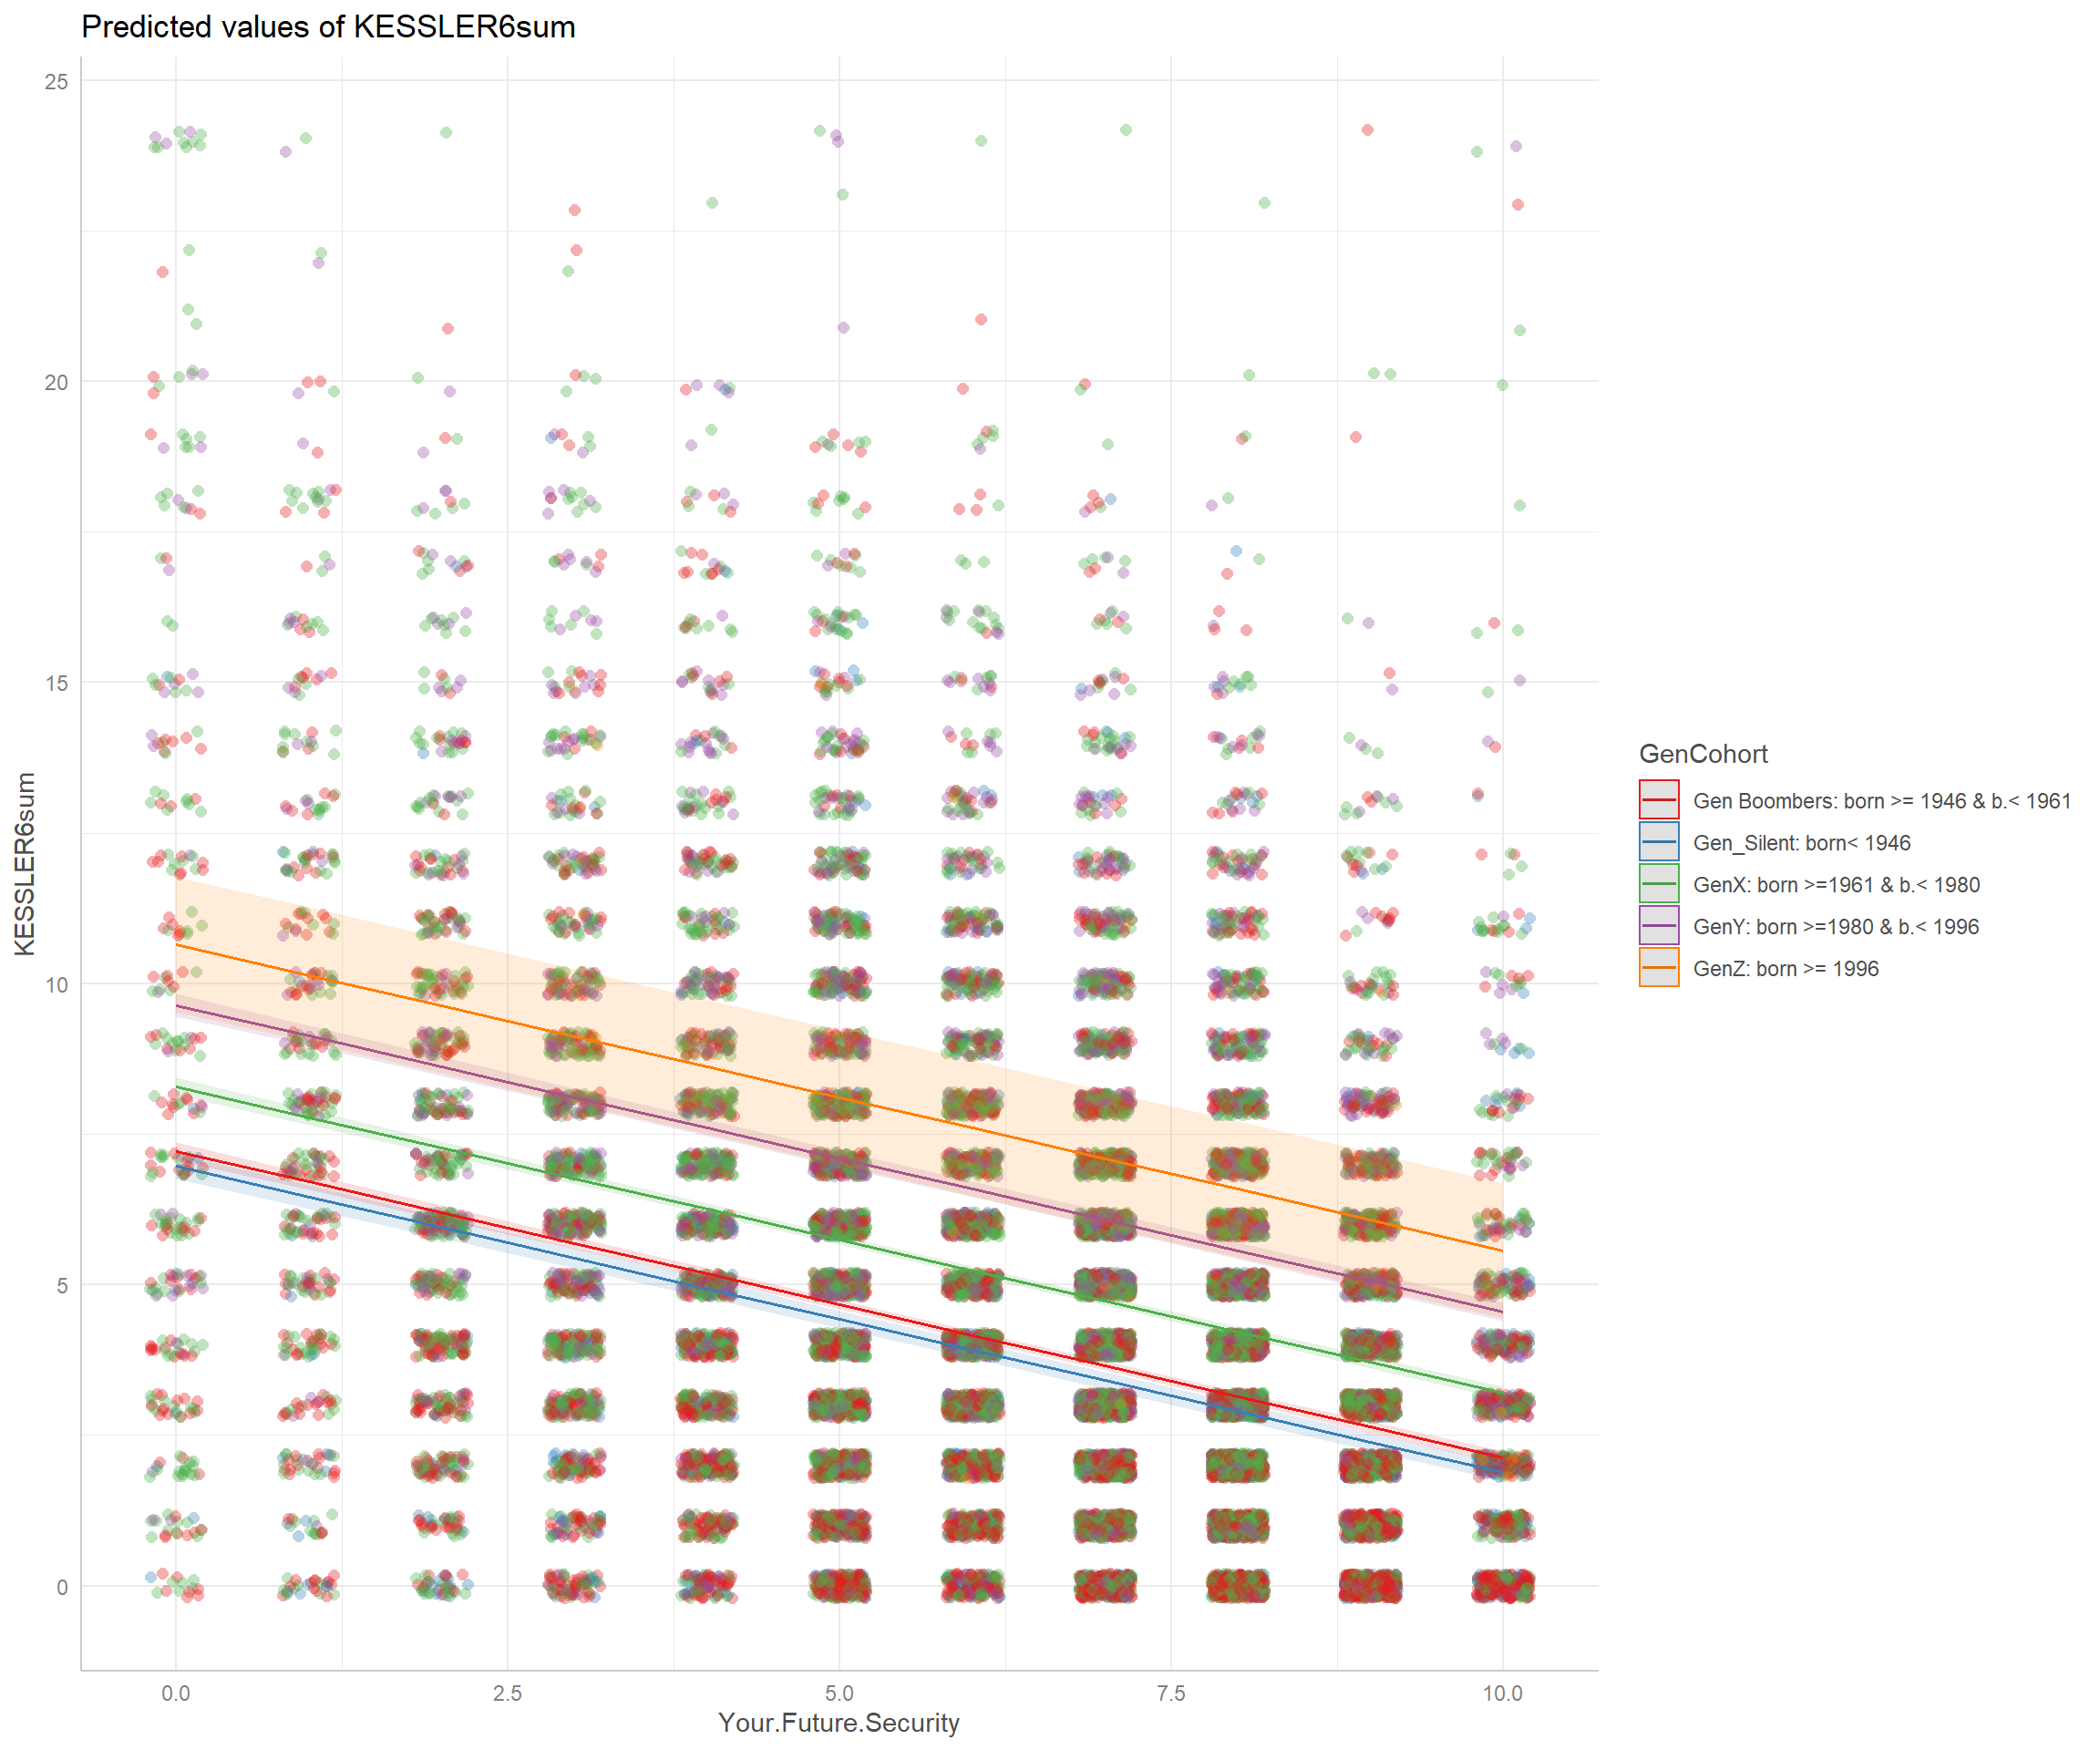 Predicted values of KESSLER6sum
25
20
15
10
5
0
KESSLER6sum
0.0
2.5
5.0
7.5
10.0
Your.Future.Security
GenCohort
Gen Boombers: born >= 1946 & b.< 1961
Gen_Silent: born< 1946
GenX: born >=1961 & b.< 1980
GenY: born >=1980 & b.< 1996
GenZ: born >= 1996